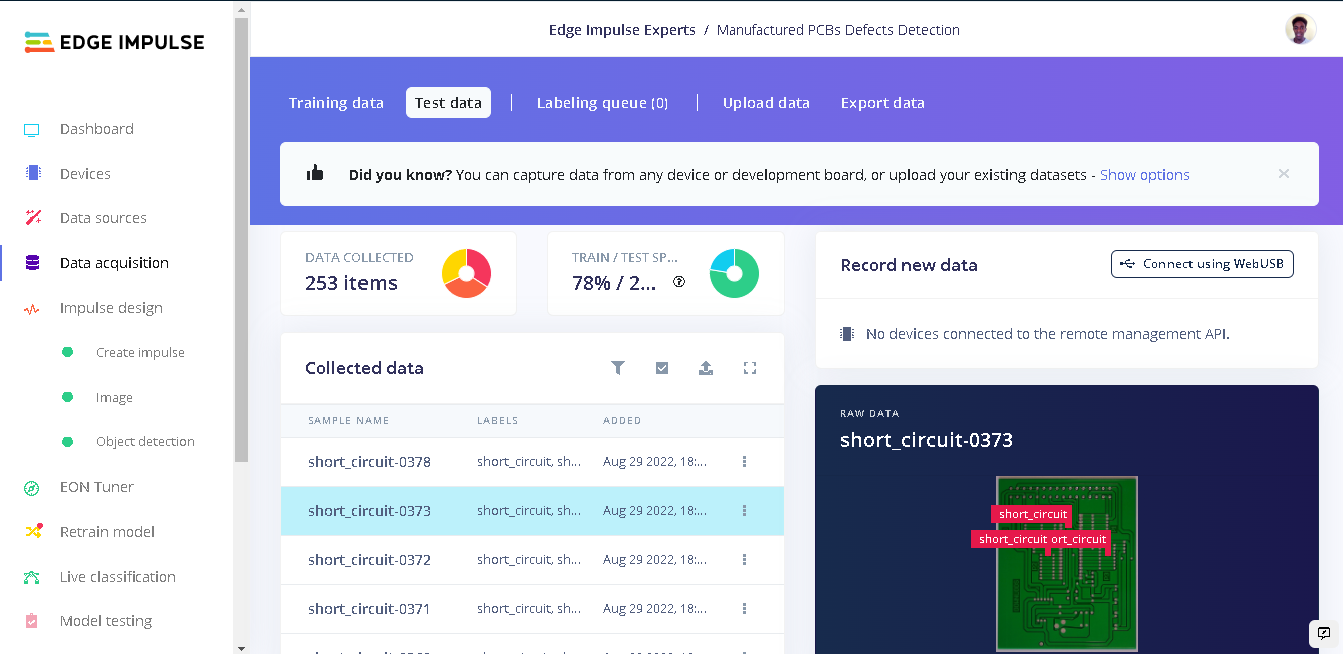 EDGE IMPULSE
Edge Impulse Experts / Manufactured PCBs Defects Detection
Dashboard
Devices
Data sources
Data acquisition
Impulse design
Create impulse
Image
Object detection
EON Tuner
Retrain model
Live classification
Model testing
Training data
Test data
Labeling queue (0)
Upload data
Export data
Did you know? You can capture data from any device or development board, or upload your existing datasets - Show options
DATA COLLECTED
253 items
TRAIN / TEST SP...
78% / 2...
Collected data
SAMPLE NAME LABELS ADDED
short_circuit-0378 short_circuit, sh... Aug 29 2022, 18:...
short_circuit-0373 short_circuit, sh... Aug 29 2022, 18:...
short_circuit-0372 short_circuit, sh... Aug 29 2022, 18:...
short_circuit-0371 short_circuit, sh... Aug 29 2022, 18:...
Record new data
Connect using WebUSB
No devices connected to the remote management API.
RAW DATA
short_circuit-0373
short_circuit
short_circuit ort_circuit